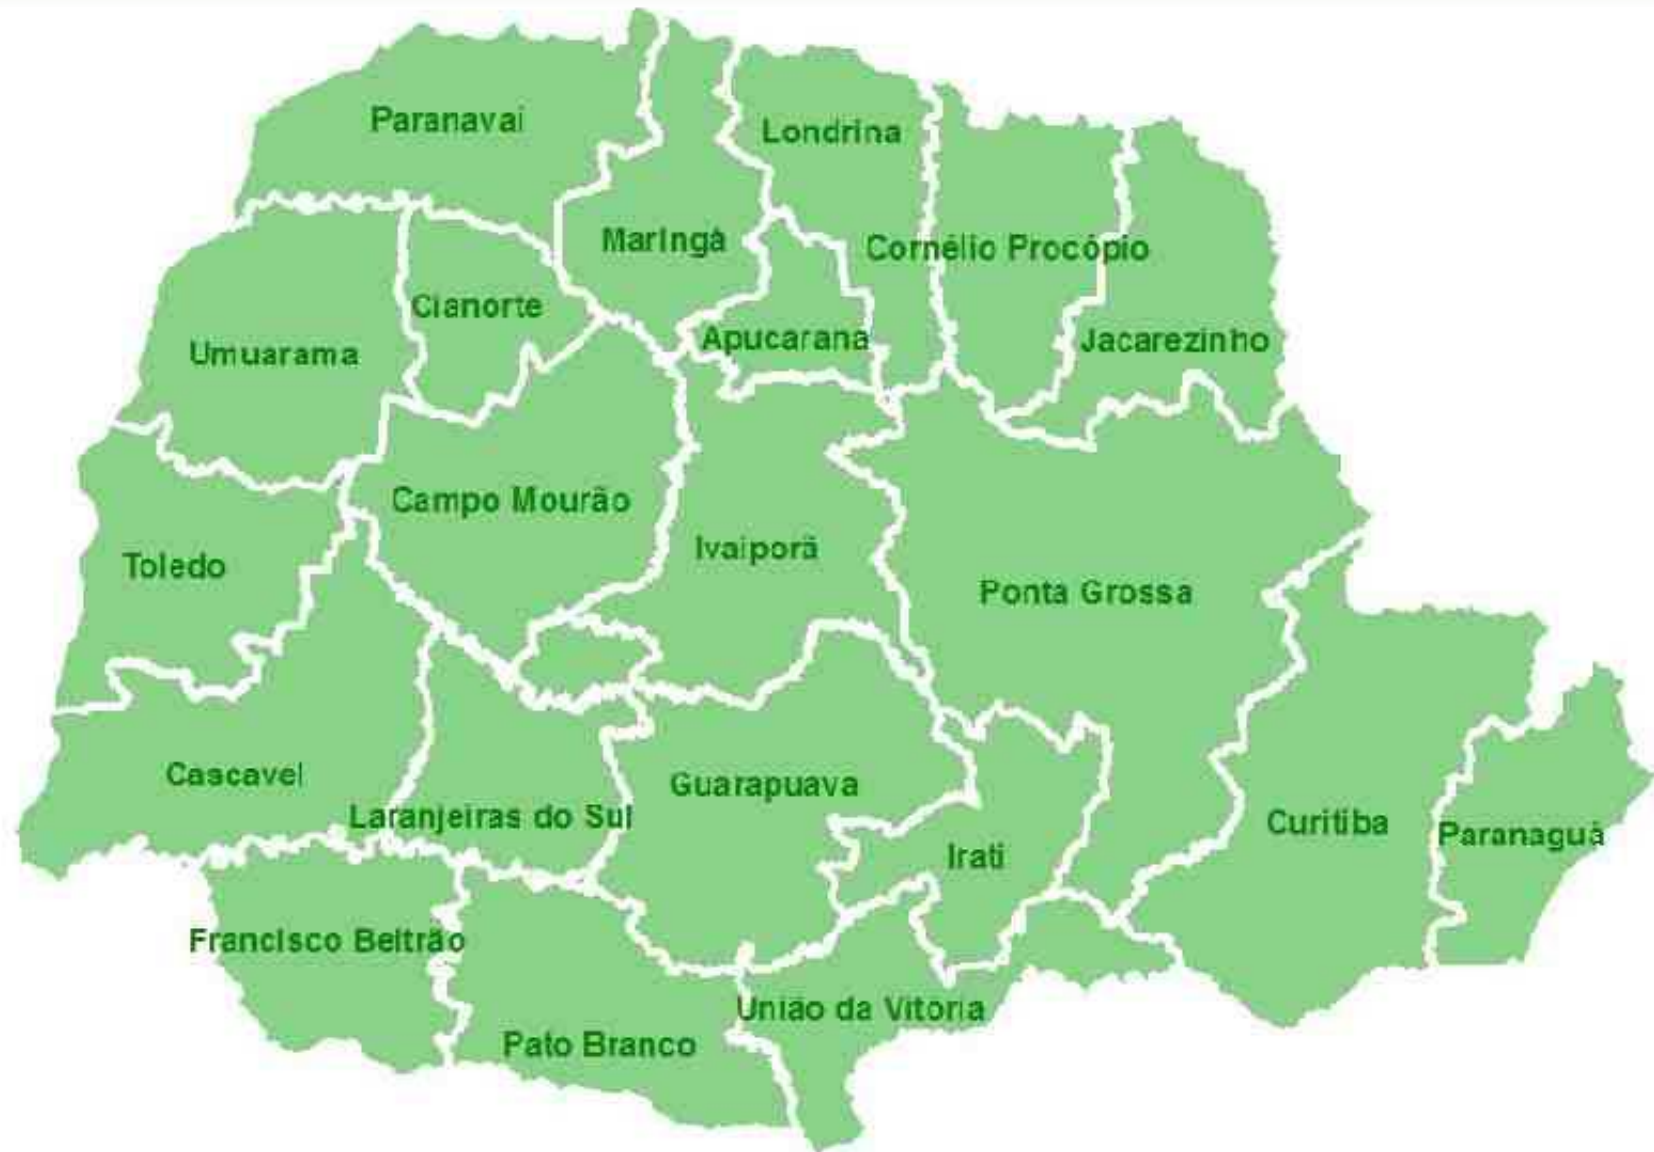 Paranavaí
Londrina
Maringá
Cornélio Procópio
Cianorte
Apucarana
Jacarezinho
Umuarama
Campo Mourão
Ivaiporã
Toledo
Ponta Grossa
Cascavel
Guarapuava
Laranjeiras do Sul
Curitiba
Paranaguá
Irati
Francisco Beltrão
União da Vitória
Pato Branco